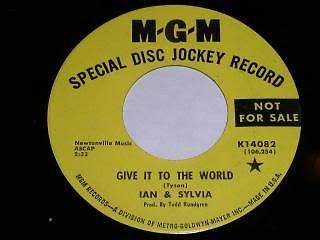 M-G-M
SPECIAL DISC JOCKEY RECORD
NOT
FOR SALE
Newtonville Music
ASCAP
2:32
K14082
(106,254)
GIVE IT TO THE WORLD
(Tyson)
IAN & SYLVIA
Prod. By Todd Rundgren
MGM RECORDS—A DIVISION OF METRO-GOLDWYN-MAYER INC.—MADE IN U.S.A.